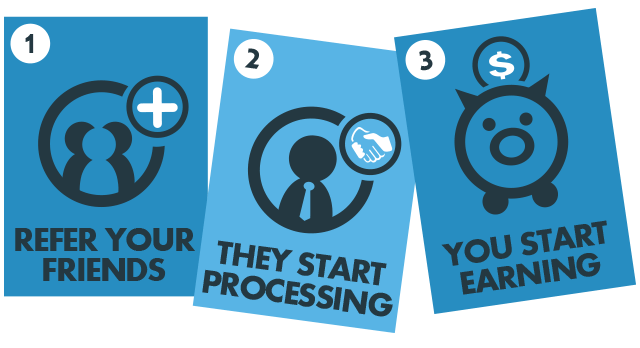 1
REFER YOUR
FRIENDS
2
THEY START
PROCESSING
3
$
YOU START
EARNING